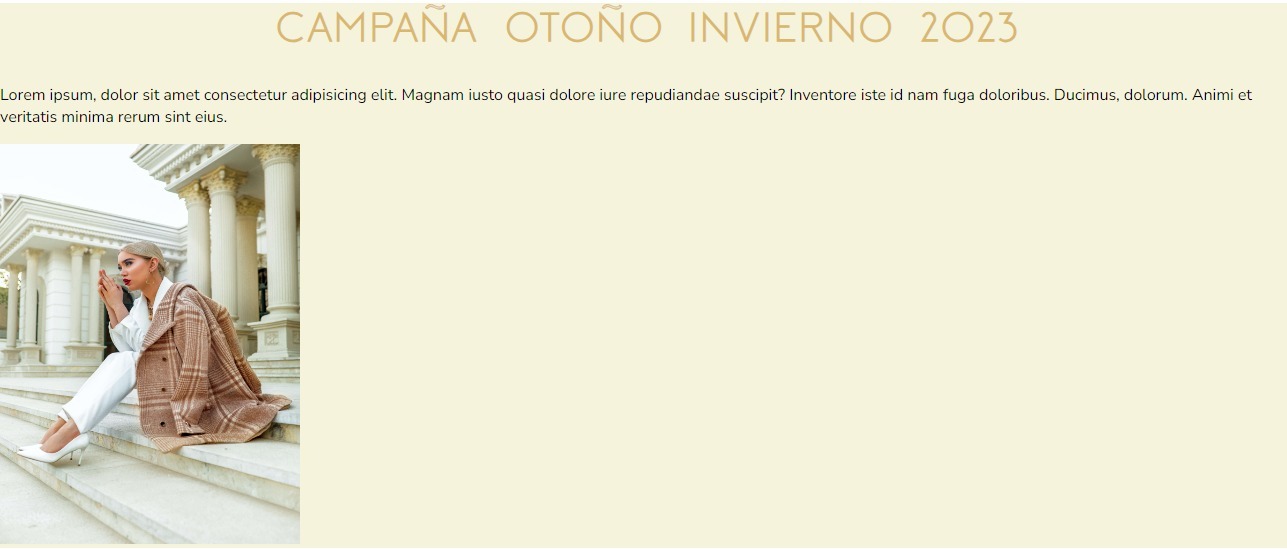 CAMPAÑA OTOÑO INVIERNO 2023
Lorem ipsum, dolor sit amet consectetur adipisicing elit. Magnam iusto quasi dolore iure repudiandae suscipit? Inventore iste id nam fuga doloribus. Ducimus, dolorum. Animi et
veritatis minima rerum sint eius.